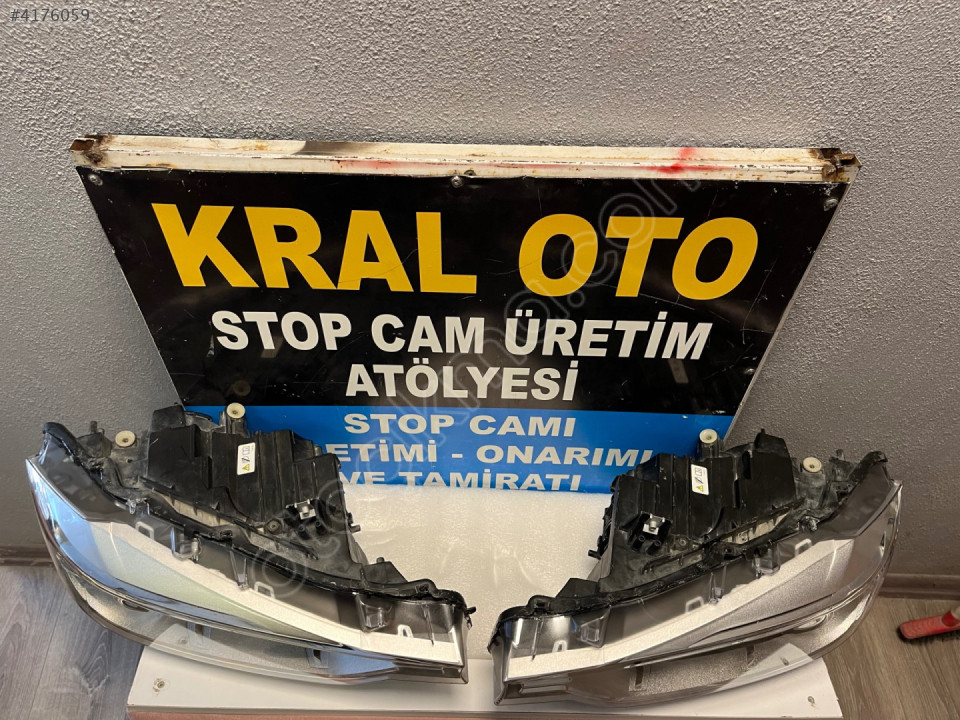 #4176059
KRAL OTO
STOP CAM ÜRETİM
ATÖLYESİ
STOP CAMI
ETİMİ - ONARIMI
VE TAMİRATI